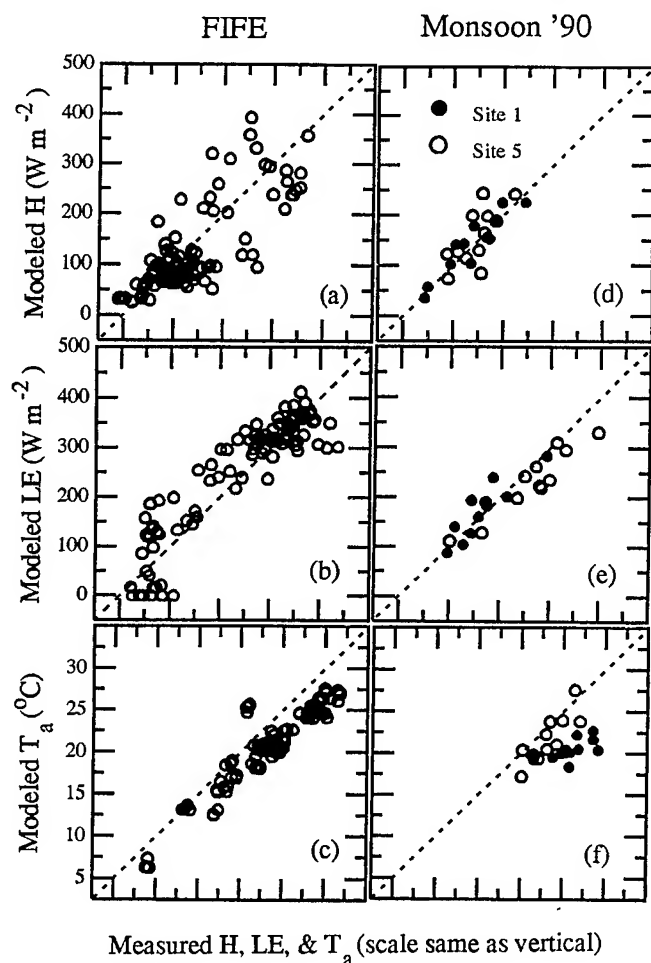 FIFE
Monsoon '90
500
400
300
200
100
0
Modeled H (W m⁻²)
(a)
Site 1
Site 5
(d)
500
400
300
200
100
0
Modeled LE (W m⁻²)
(b)
(e)
30
25
20
15
10
5
Modeled Tₐ (°C)
(c)
(f)
Measured H, LE, & Tₐ (scale same as vertical)